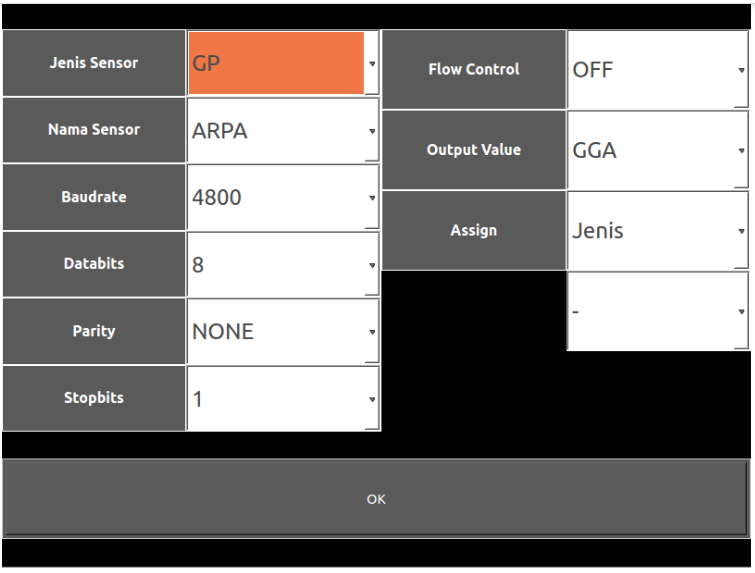 Jenis Sensor GP
Nama Sensor ARPA
Baudrate 4800
Databits 8
Parity NONE
Stopbits 1
Flow Control OFF
Output Value GGA
Assign Jenis
-
OK